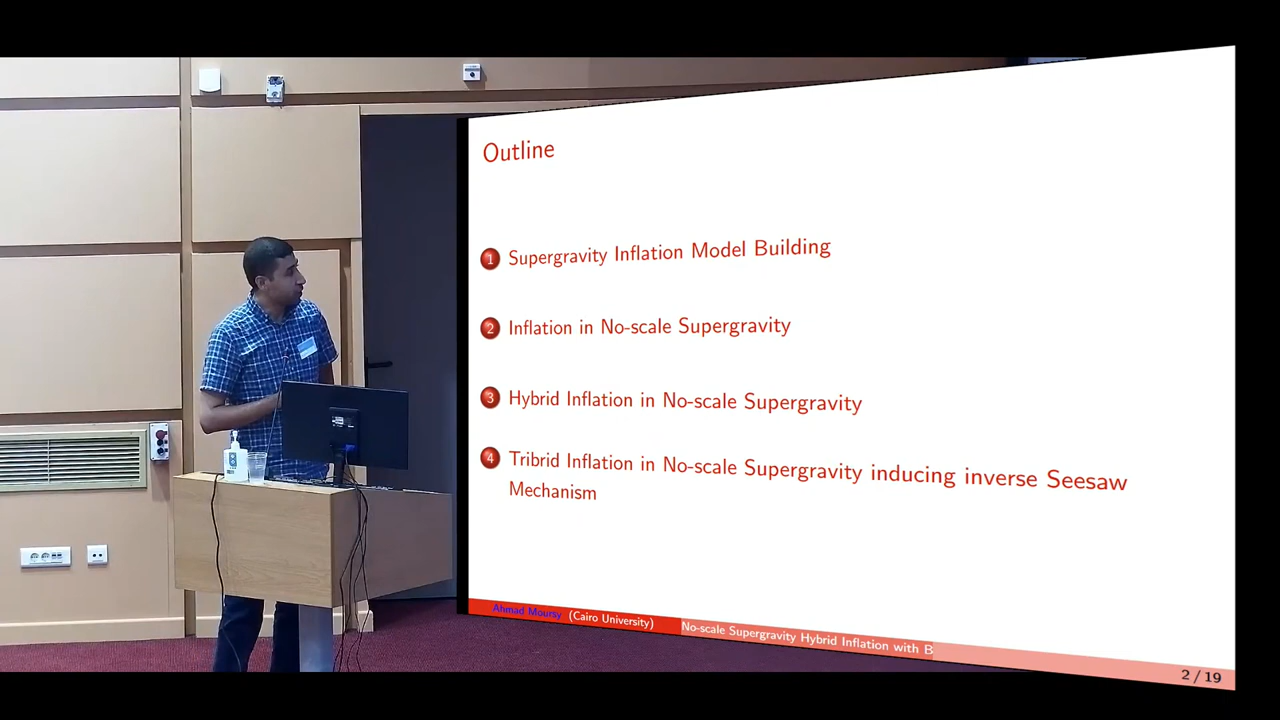 Outline
1 Supergravity Inflation Model Building
2 Inflation in No-scale Supergravity
3 Hybrid Inflation in No-scale Supergravity
4 Tribrid Inflation in No-scale Supergravity inducing inverse Seesaw
Mechanism
Ahmad Moursy (Cairo University) No-scale Supergravity Hybrid Inflation with B
2 / 19